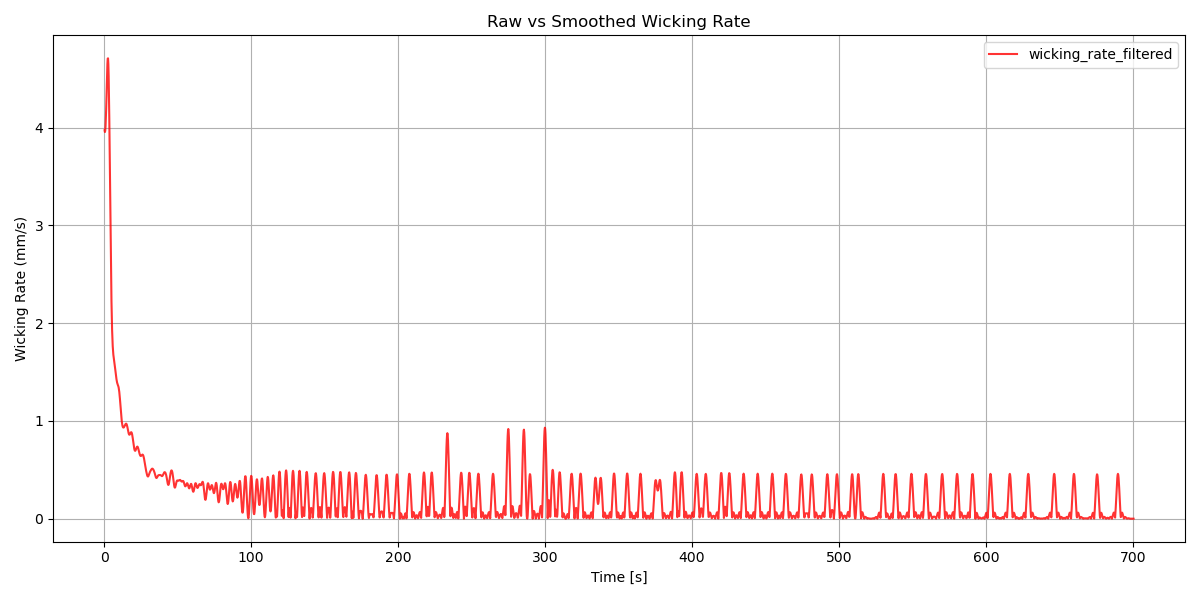 Raw vs Smoothed Wicking Rate
wicking_rate_filtered
Wicking Rate (mm/s)
4
3
2
1
0
0 100 200 300 400 500 600 700
Time [s]